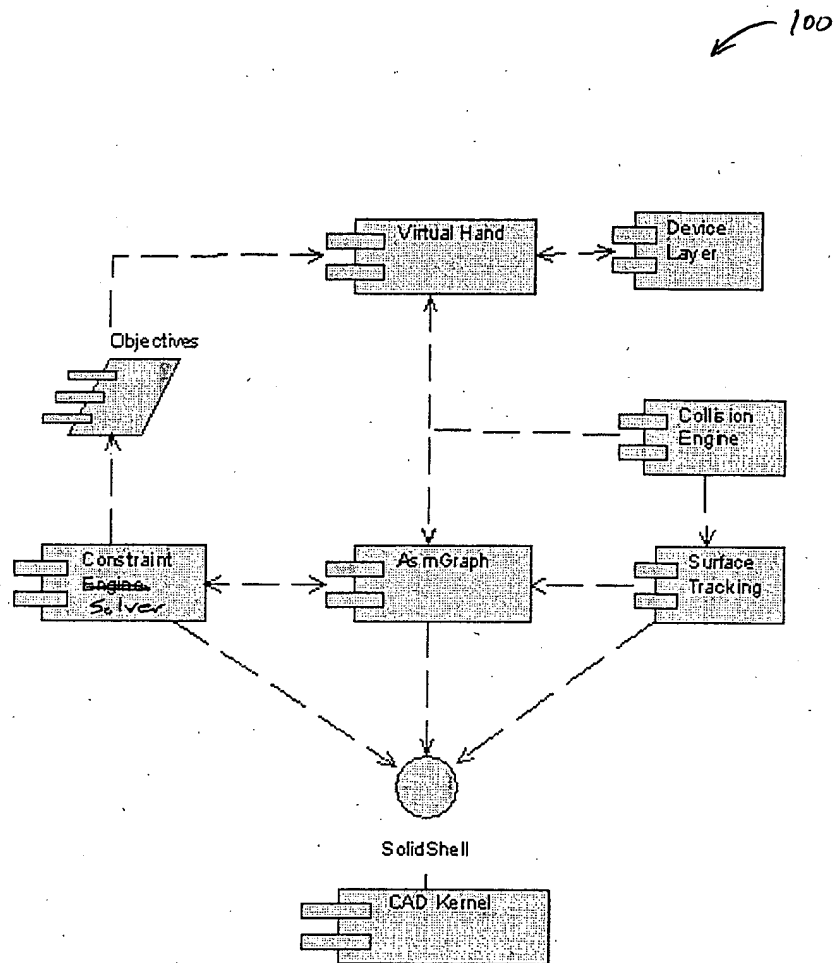 100
Virtual Hand
Device
Layer
Objectives
Collision
Engine
Constraint
Engine
Solver
AsmGraph
Surface
Tracking
SolidShell
CAD Kernel